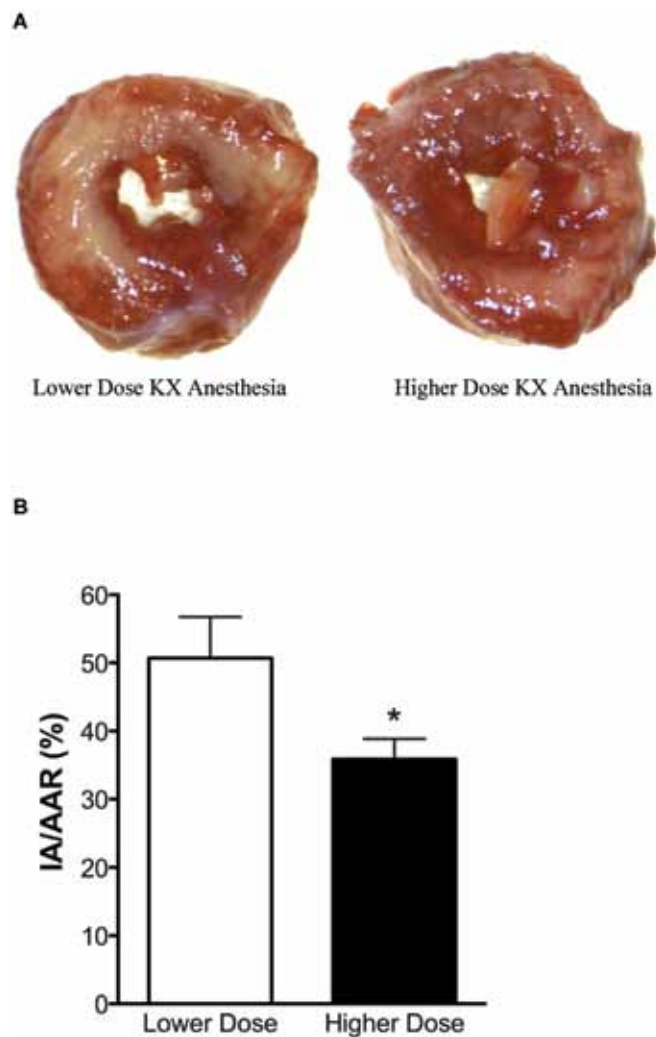 A
Lower Dose KX Anesthesia
Higher Dose KX Anesthesia
B
60
50
40
30
20
10
0
IA/AAR (%)
*
Lower Dose
Higher Dose